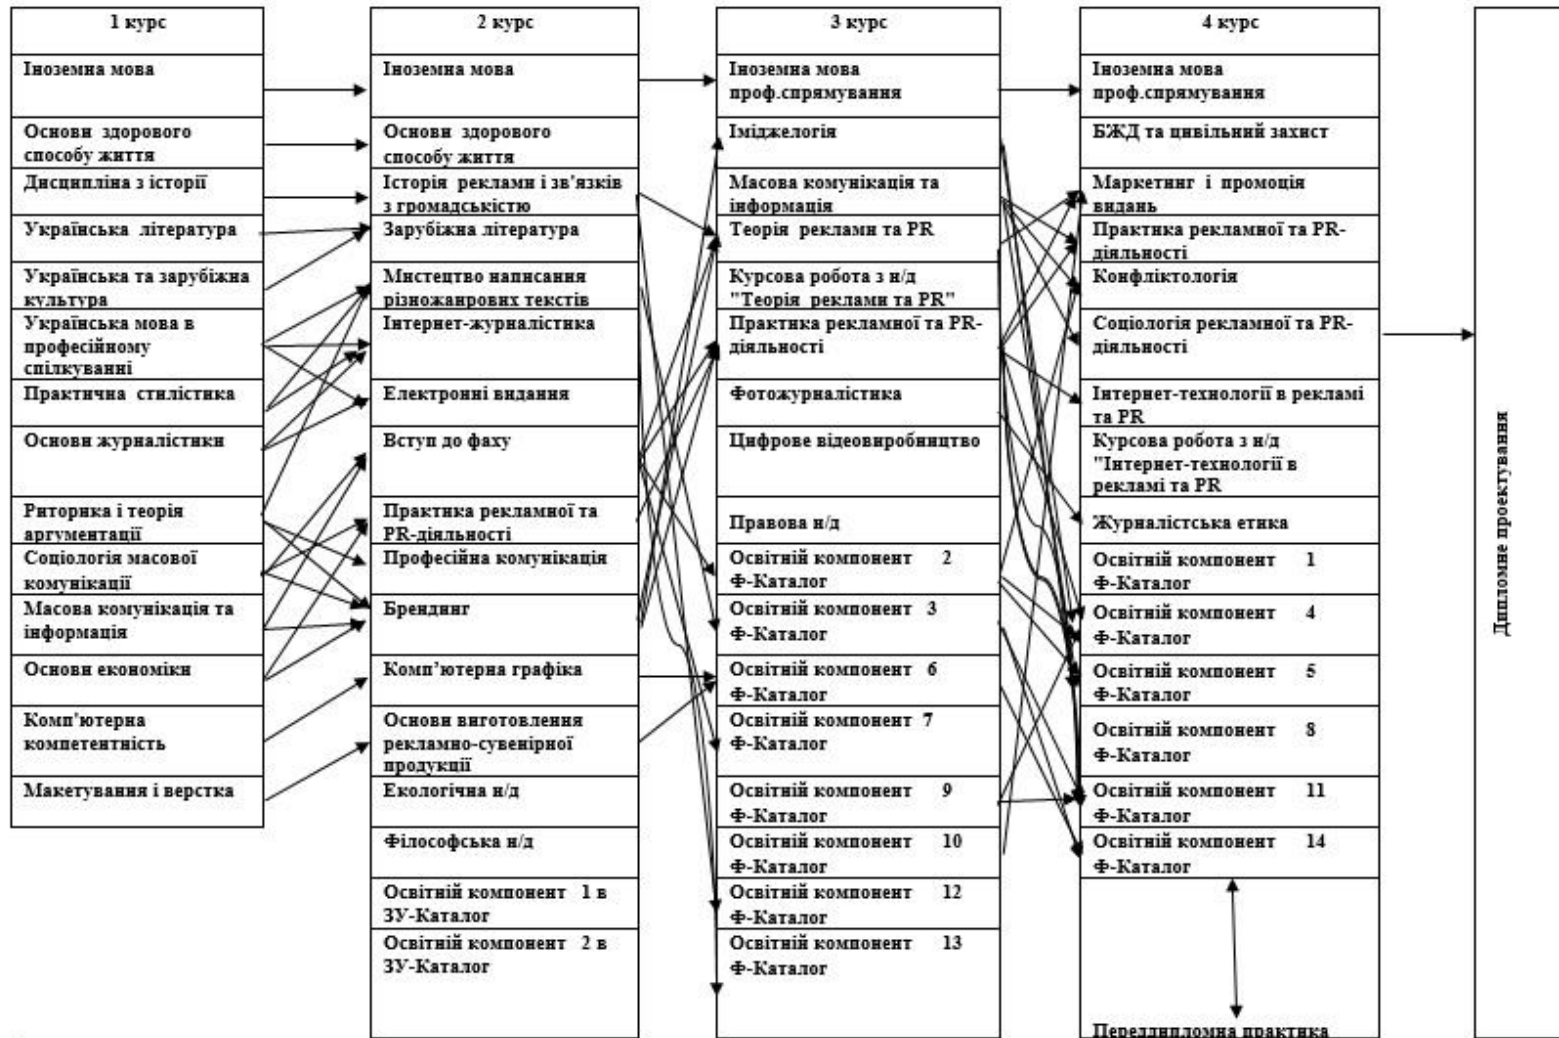 1 курс
Іноземна мова
Основи здорового
способу життя
Дисципліна з історії
Українська література
Українська та зарубіжна
культура
Українська мова в
професійному
спілкуванні
Практична стилістика
Основи журналістики
Риторика і теорія
аргументації
Соціологія масової
комунікації
Масова комунікація та
інформація
Основи економіки
Комп'ютерна
компетентність
Макетування і верстка
2 курс
Іноземна мова
Основи здорового
способу життя
Історія реклами і зв'язків
з громадськістю
Зарубіжна література
Мистецтво написання
різножанрових текстів
Інтернет-журналістика
Електронні видання
Вступ до фаху
Практика рекламної та
PR-діяльності
Професійна комунікація
Брендинг
Комп'ютерна графіка
Основи виготовлення
рекламно-сувенірної
продукції
Екологічна н/д
Філософська н/д
Освітній компонент 1 в
ЗУ-Каталог
Освітній компонент 2 в
ЗУ-Каталог
3 курс
Іноземна мова
проф.спрямування
Іміджелогія
Масова комунікація та
інформація
Теорія реклами та PR
Курсова робота з н/д
"Теорія реклами та PR"
Практика рекламної та PR-
діяльності
Фотожурналістика
Цифрове відеовиробництво
Правова н/д
Освітній компонент 2
Ф-Каталог
Освітній компонент 3
Ф-Каталог
Освітній компонент 6
Ф-Каталог
Освітній компонент 7
Ф-Каталог
Освітній компонент 9
Ф-Каталог
Освітній компонент 10
Ф-Каталог
Освітній компонент 12
Ф-Каталог
Освітній компонент 13
Ф-Каталог
4 курс
Іноземна мова
проф.спрямування
БЖД та цивільний захист
Маркетинг і промоція
видань
Практика рекламної та PR-
діяльності
Конфліктологія
Соціологія рекламної та PR-
діяльності
Інтернет-технології в рекламі
та PR
Курсова робота з н/д
"Інтернет-технології в
рекламі та PR
Журналістська етика
Освітній компонент 1
Ф-Каталог
Освітній компонент 4
Ф-Каталог
Освітній компонент 5
Ф-Каталог
Освітній компонент 8
Ф-Каталог
Освітній компонент 11
Ф-Каталог
Освітній компонент 14
Ф-Каталог
Переддипломна практика
Дипломне проектування